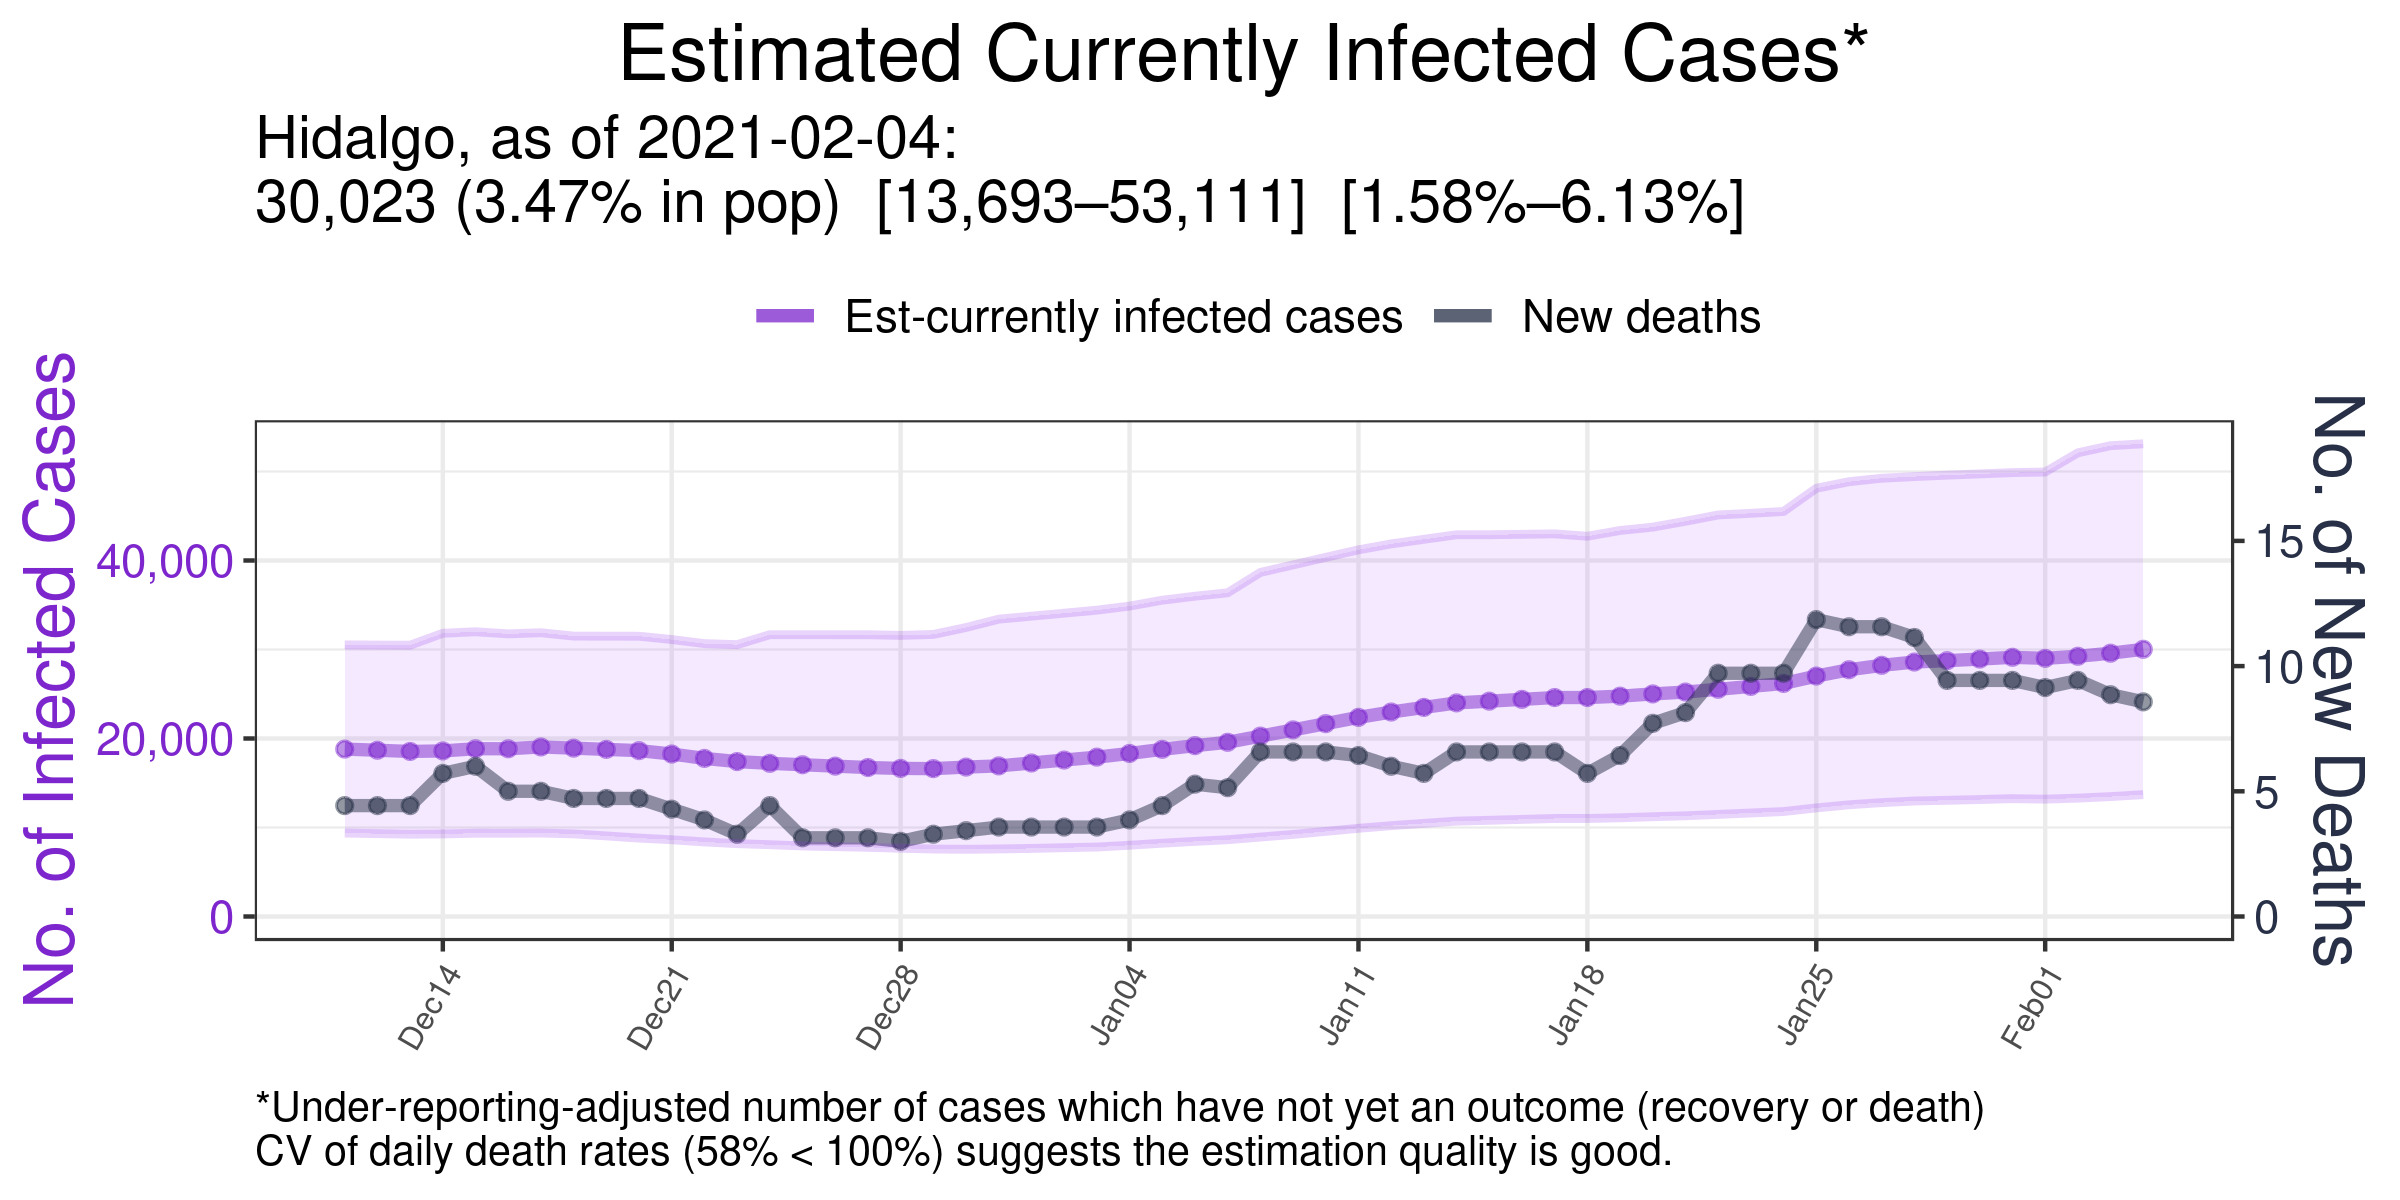 Estimated Currently Infected Cases*
Hidalgo, as of 2021-02-04:
30,023 (3.47% in pop) [13,693–53,111] [1.58%–6.13%]
Est-currently infected cases
New deaths
No. of Infected Cases
40,000
20,000
0
No. of New Deaths
15
10
5
0
Dec14
Dec21
Dec28
Jan04
Jan11
Jan18
Jan25
Feb01
*Under-reporting-adjusted number of cases which have not yet an outcome (recovery or death)
CV of daily death rates (58% < 100%) suggests the estimation quality is good.